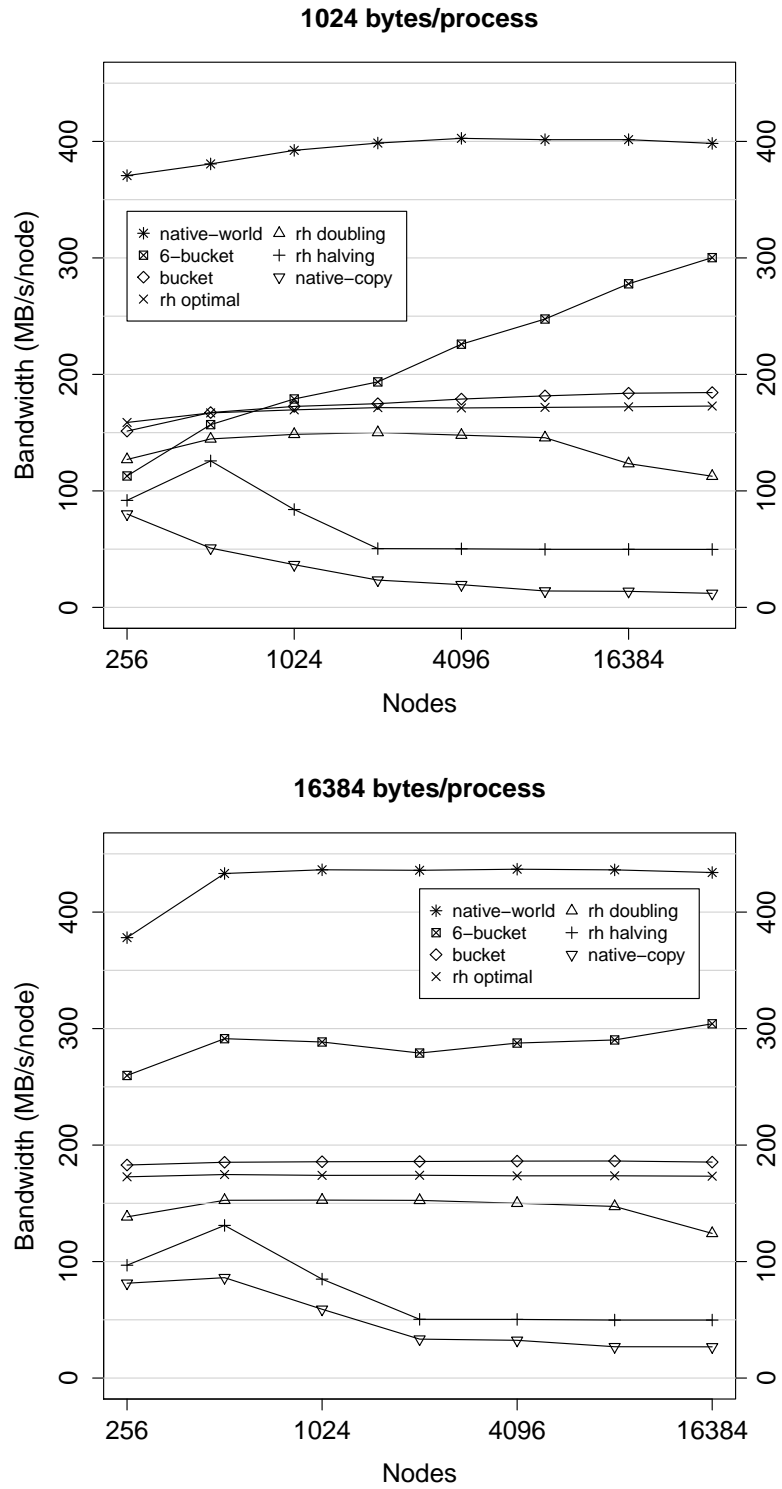 1024 bytes/process
400
300
200
100
0
Bandwidth (MB/s/node)
400
300
200
100
0
native−world
6−bucket
bucket
rh optimal
rh doubling
rh halving
native−copy
256
1024
4096
16384
Nodes
16384 bytes/process
400
300
200
100
0
Bandwidth (MB/s/node)
400
300
200
100
0
native−world
6−bucket
bucket
rh optimal
rh doubling
rh halving
native−copy
256
1024
4096
16384
Nodes